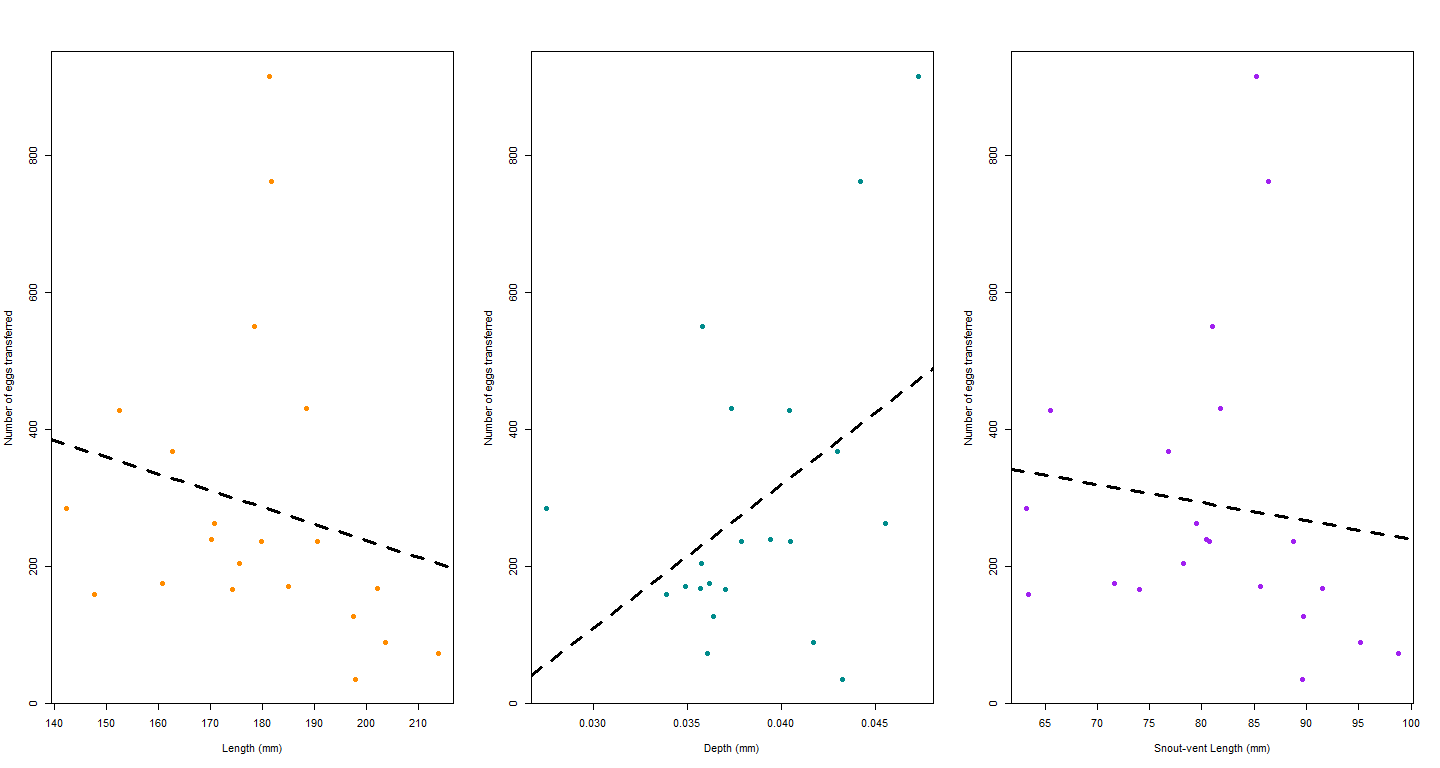 Number of eggs transferred
800
600
400
200
0
140 150 160 170 180 190 200 210
Length (mm)
Number of eggs transferred
800
600
400
200
0
0.030 0.035 0.040 0.045
Depth (mm)
Number of eggs transferred
800
600
400
200
0
65 70 75 80 85 90 95 100
Snout-vent Length (mm)